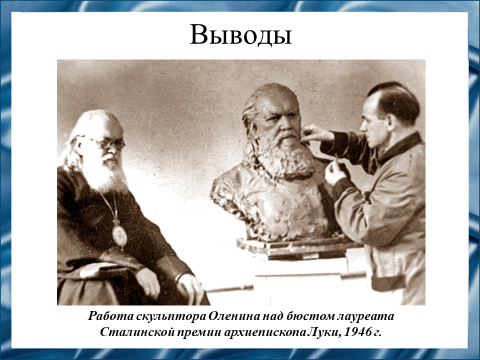 Выводы
Работа скульптора Оленина над бюстом лауреата
Сталинской премии архиепископа Луки, 1946 г.